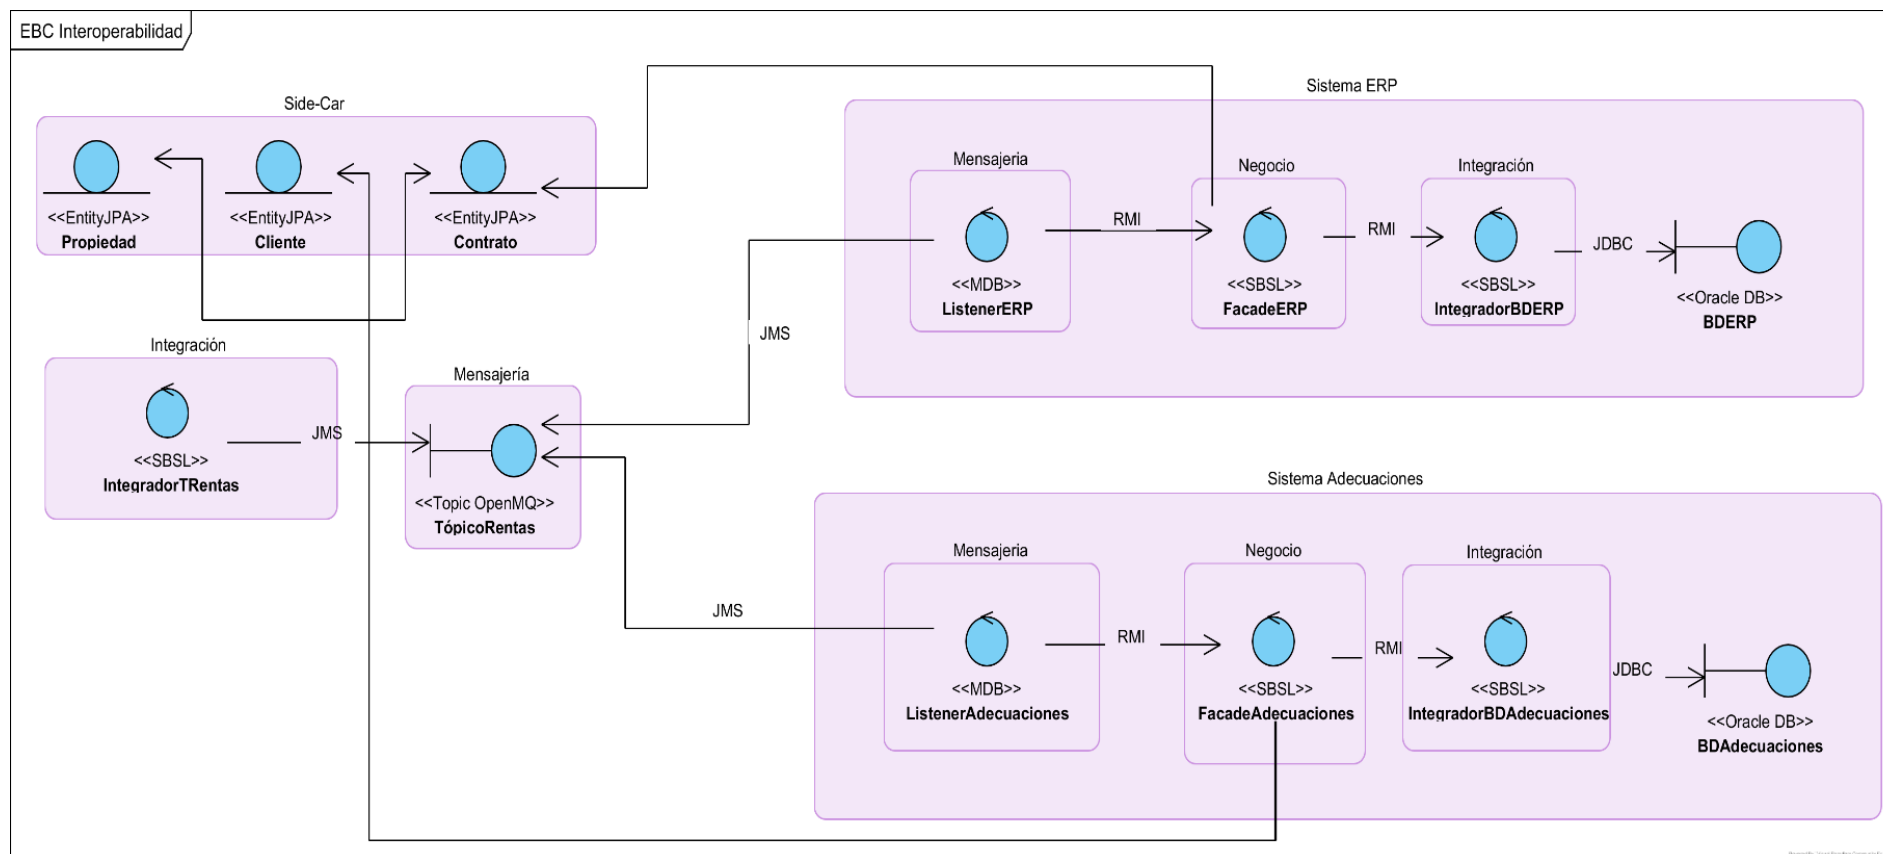 EBC Interoperabilidad
Side-Car
<<EntityJPA>>
Propiedad
<<EntityJPA>>
Cliente
<<EntityJPA>>
Contrato
Sistema ERP
Mensajeria
<<MDB>>
ListenerERP
RMI
Negocio
<<SBSL>>
FacadeERP
RMI
Integración
<<SBSL>>
IntegradorBDERP
JDBC
<<Oracle DB>>
BDERP
JMS
Integración
<<SBSL>>
IntegradorTRentas
JMS
Mensajería
<<Topic OpenMQ>>
TópicoRentas
JMS
Sistema Adecuaciones
Mensajeria
<<MDB>>
ListenerAdecuaciones
RMI
Negocio
<<SBSL>>
FacadeAdecuaciones
RMI
Integración
<<SBSL>>
IntegradorBDAdecuaciones
JDBC
<<Oracle DB>>
BDAdecuaciones